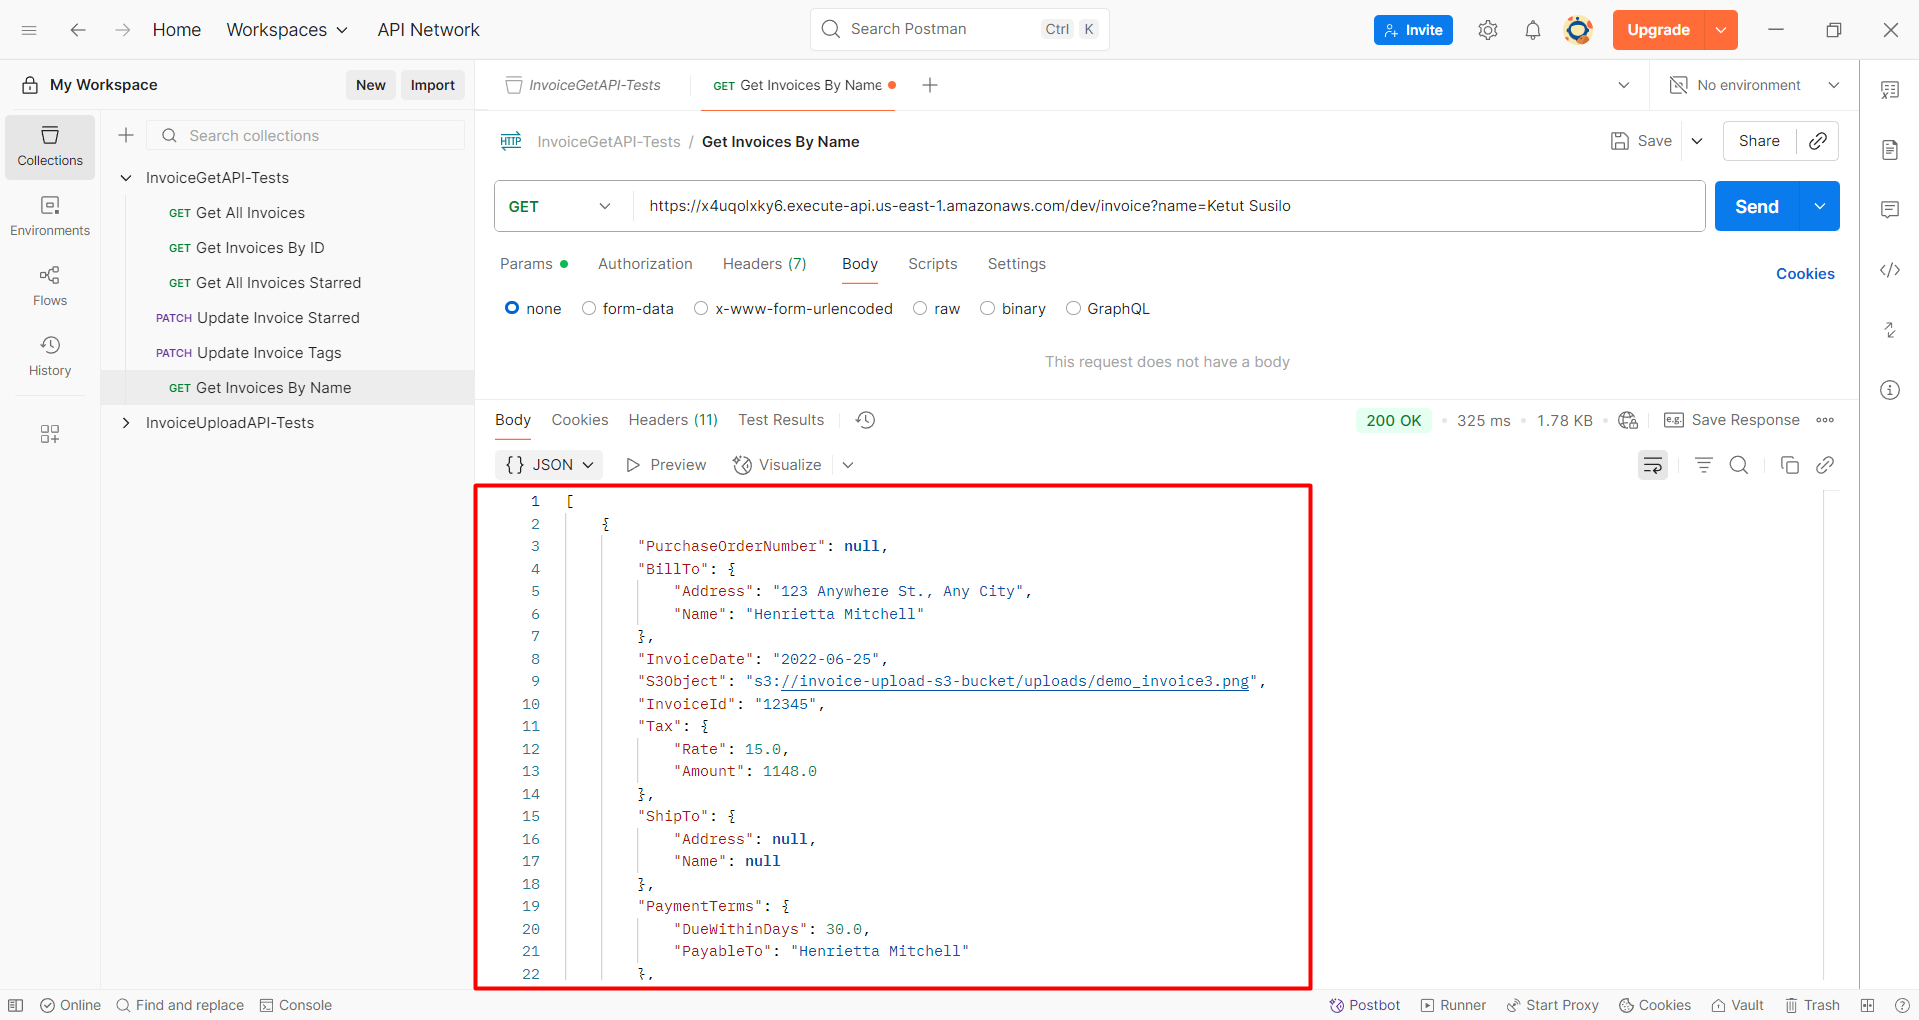 Home
Workspaces
API Network
Search Postman
Ctrl K
Invite
Upgrade
My Workspace
New
Import
InvoiceGetAPI-Tests
GET Get Invoices By Name
No environment
Collections
Environments
Flows
History
Search collections
InvoiceGetAPI-Tests
GET Get All Invoices
GET Get Invoices By ID
GET Get All Invoices Starred
PATCH Update Invoice Starred
PATCH Update Invoice Tags
GET Get Invoices By Name
InvoiceUploadAPI-Tests
HTTP InvoiceGetAPI-Tests / Get Invoices By Name
Save
Share
GET
https://x4uqolxky6.execute-api.us-east-1.amazonaws.com/dev/invoice?name=Ketut Susilo
Send
Params Authorization Headers (7) Body Scripts Settings
Cookies
none form-data x-www-form-urlencoded raw binary GraphQL
This request does not have a body
Body Cookies Headers (11) Test Results
200 OK 325 ms 1.78 KB e.g. Save Response
{} JSON Preview Visualize
1 [
2 {
3 "PurchaseOrderNumber": null,
4 "BillTo": {
5 "Address": "123 Anywhere St., Any City",
6 "Name": "Henrietta Mitchell"
7 },
8 "InvoiceDate": "2022-06-25",
9 "S3Object": "s3://invoice-upload-s3-bucket/uploads/demo_invoice3.png",
10 "InvoiceId": "12345",
11 "Tax": {
12 "Rate": 15.0,
13 "Amount": 1148.0
14 },
15 "ShipTo": {
16 "Address": null,
17 "Name": null
18 },
19 "PaymentTerms": {
20 "DueWithinDays": 30.0,
21 "PayableTo": "Henrietta Mitchell"
22 },
Online
Find and replace
Console
Postbot
Runner
Start Proxy
Cookies
Vault
Trash